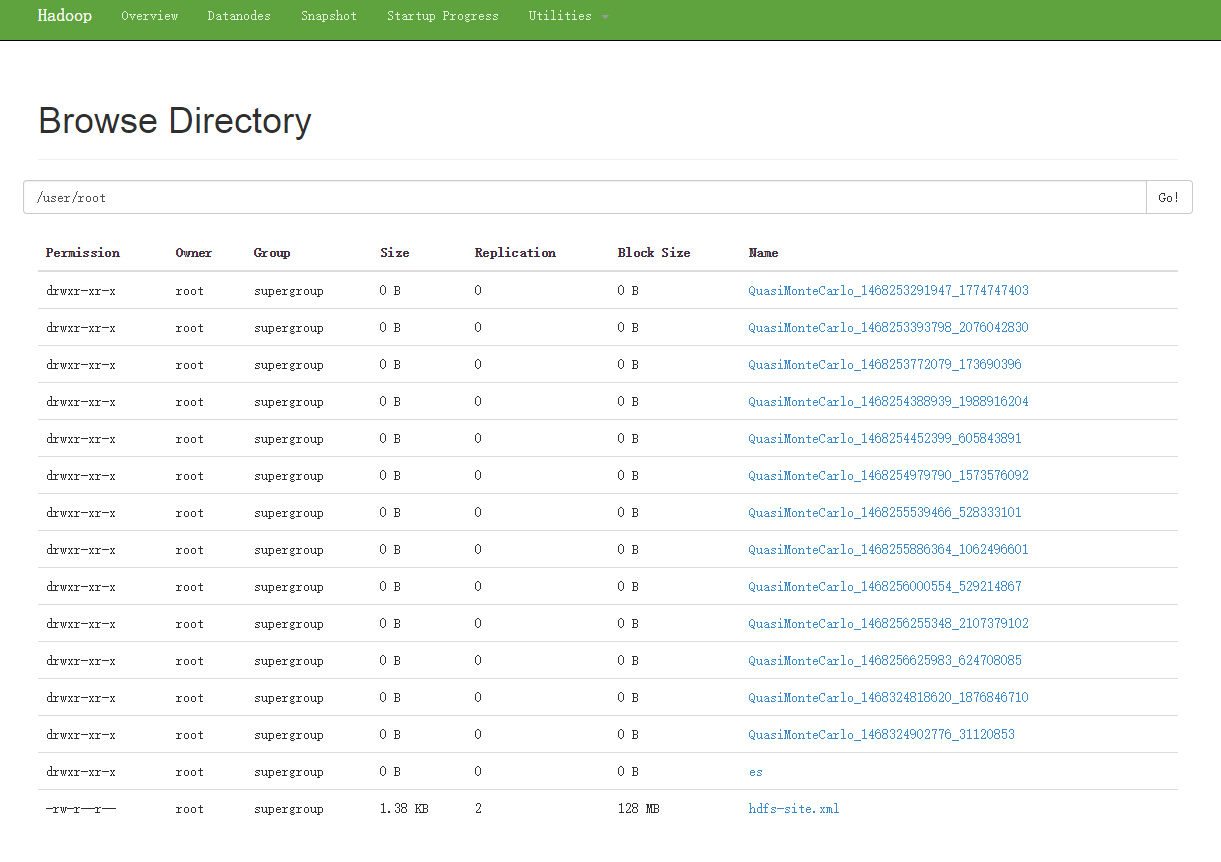 Hadoop Overview Datanodes Snapshot Startup Progress Utilities
Browse Directory
/user/root Go!
Permission Owner Group Size Replication Block Size Name
drwxr-xr-x root supergroup 0 B 0 0 B QuasiMonteCarlo_1468253291947_1774747403
drwxr-xr-x root supergroup 0 B 0 0 B QuasiMonteCarlo_1468253393798_2076042830
drwxr-xr-x root supergroup 0 B 0 0 B QuasiMonteCarlo_1468253772079_173690396
drwxr-xr-x root supergroup 0 B 0 0 B QuasiMonteCarlo_1468254388939_1988916204
drwxr-xr-x root supergroup 0 B 0 0 B QuasiMonteCarlo_1468254452399_605843891
drwxr-xr-x root supergroup 0 B 0 0 B QuasiMonteCarlo_1468254979790_1573576092
drwxr-xr-x root supergroup 0 B 0 0 B QuasiMonteCarlo_1468255539466_528333101
drwxr-xr-x root supergroup 0 B 0 0 B QuasiMonteCarlo_1468255886364_1062496601
drwxr-xr-x root supergroup 0 B 0 0 B QuasiMonteCarlo_1468256000554_529214867
drwxr-xr-x root supergroup 0 B 0 0 B QuasiMonteCarlo_1468256255348_2107379102
drwxr-xr-x root supergroup 0 B 0 0 B QuasiMonteCarlo_1468256625983_624708085
drwxr-xr-x root supergroup 0 B 0 0 B QuasiMonteCarlo_1468324818620_1876846710
drwxr-xr-x root supergroup 0 B 0 0 B QuasiMonteCarlo_1468324902776_31120853
drwxr-xr-x root supergroup 0 B 0 0 B es
-rw-r--r-- root supergroup 1.38 KB 2 128 MB hdfs-site.xml